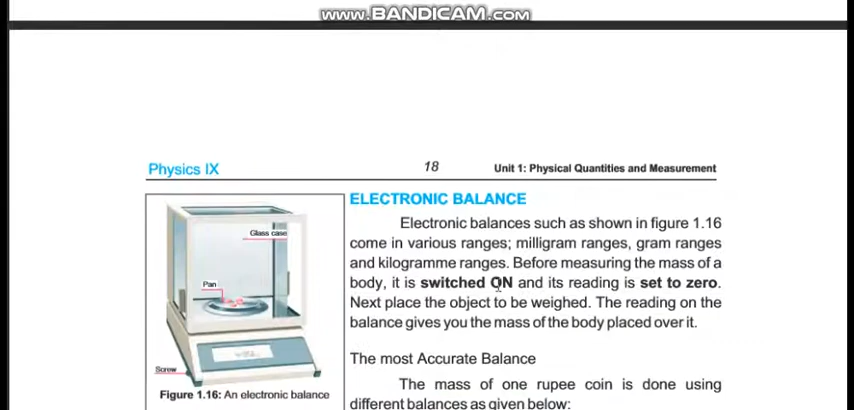 www.BANDICAM.com
Physics IX
18
Unit 1: Physical Quantities and Measurement
Glass case
Pan
Screw
Figure 1.16: An electronic balance
ELECTRONIC BALANCE
Electronic balances such as shown in figure 1.16
come in various ranges; milligram ranges, gram ranges
and kilogramme ranges. Before measuring the mass of a
body, it is switched ON and its reading is set to zero.
Next place the object to be weighed. The reading on the
balance gives you the mass of the body placed over it.
The most Accurate Balance
The mass of one rupee coin is done using
different balances as given below: